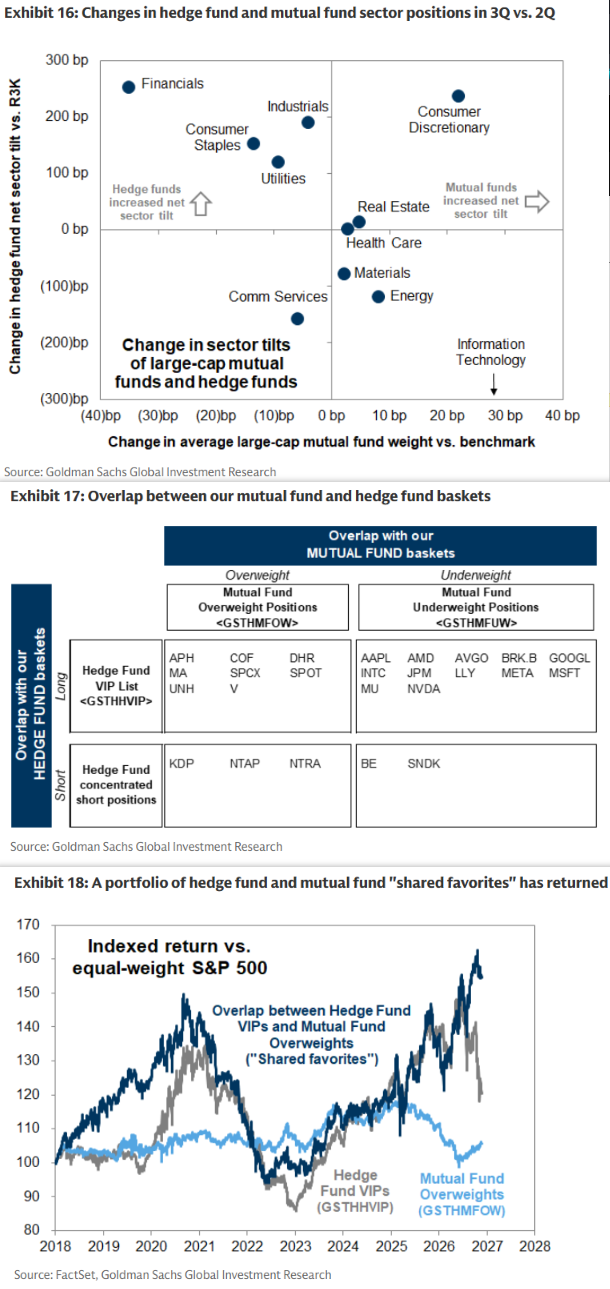 Exhibit 16: Changes in hedge fund and mutual fund sector positions in 3Q vs. 2Q
Change in hedge fund net sector tilt vs. R3K
300 bp
200 bp
100 bp
0 bp
(100)bp
(200)bp
(300)bp
Financials
Industrials
Consumer
Staples
Utilities
Consumer
Discretionary
Hedge funds
increased net
sector tilt
Real Estate
Mutual funds
increased net
sector tilt
Health Care
Materials
Comm Services
Energy
Change in sector tilts
of large-cap mutual
funds and hedge funds
Information
Technology
(40)bp (30)bp (20)bp (10)bp 0 bp 10 bp 20 bp 30 bp 40 bp
Change in average large-cap mutual fund weight vs. benchmark
Source: Goldman Sachs Global Investment Research
Exhibit 17: Overlap between our mutual fund and hedge fund baskets
Overlap with our
MUTUAL FUND baskets
Overweight Underweight
Mutual Fund
Overweight Positions
<GSTHMFOW>
Mutual Fund
Underweight Positions
<GSTHMFUW>
Overlap with our
HEDGE FUND baskets
Long
Hedge Fund
VIP List
<GSTHHVIP>
APH COF DHR
MA SPCX SPOT
UNH V
AAPL AMD AVGO BRK.B GOOGL
INTC JPM LLY META MSFT
MU NVDA
Short
Hedge Fund
concentrated
short positions
KDP NTAP NTRA
BE SNDK
Source: Goldman Sachs Global Investment Research
Exhibit 18: A portfolio of hedge fund and mutual fund "shared favorites" has returned
170
160
150
140
130
120
110
100
90
80
Indexed return vs.
equal-weight S&P 500
Overlap between Hedge Fund
VIPs and Mutual Fund
Overweights
("Shared favorites")
Hedge
Fund VIPs
(GSTHHVIP)
Mutual Fund
Overweights
(GSTHMFOW)
2018 2019 2020 2021 2022 2023 2024 2025 2026 2027 2028
Source: FactSet, Goldman Sachs Global Investment Research